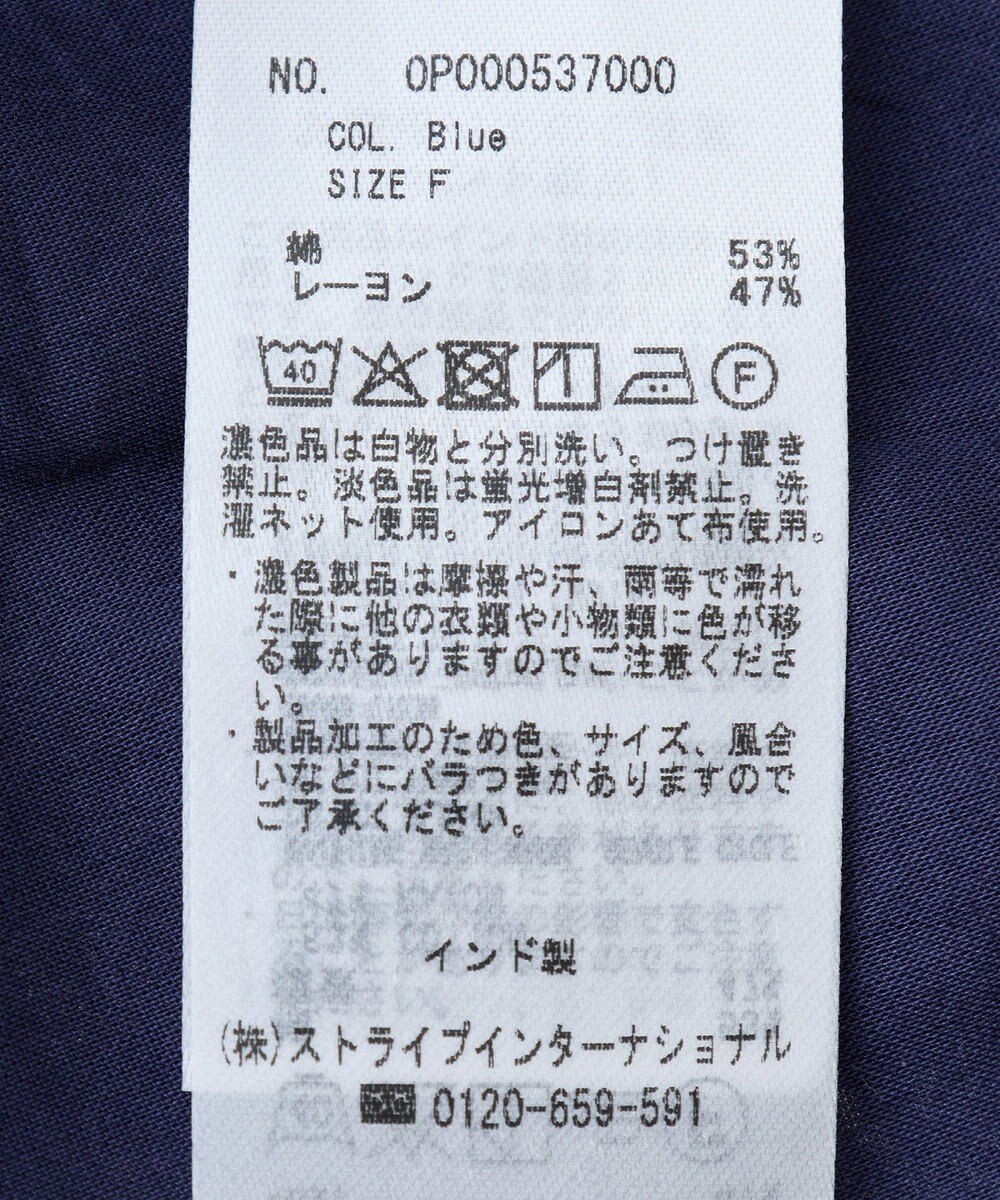 NO. 0P000537000
COL. Blue
SIZE F
綿 53%
レーヨン 47%
40
F
濃色品は白物と分別洗い。つけ置き
禁止。淡色品は蛍光増白剤禁止。洗
濯ネット使用。アイロンあて布使用。
・濃色製品は摩擦や汗、雨等で濡れ
た際に他の衣類や小物類に色が移
る事がありますのでご注意くださ
い。
・製品加工のため色、サイズ、風合
いなどにバラつきがありますので
ご了承ください。
インド製
(株)ストライプインターナショナル
0120-659-591